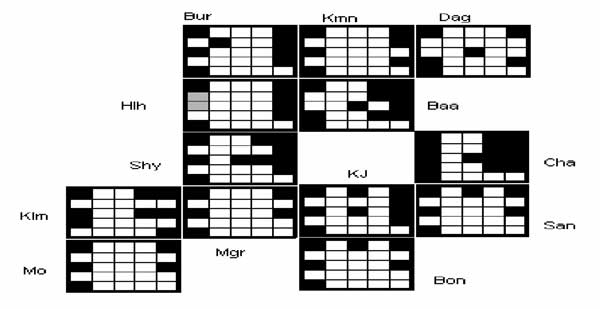 Bur Kmn Dag
Hlh Baa
Shy KJ Cha
Klm San
Mgr
Mo Bon